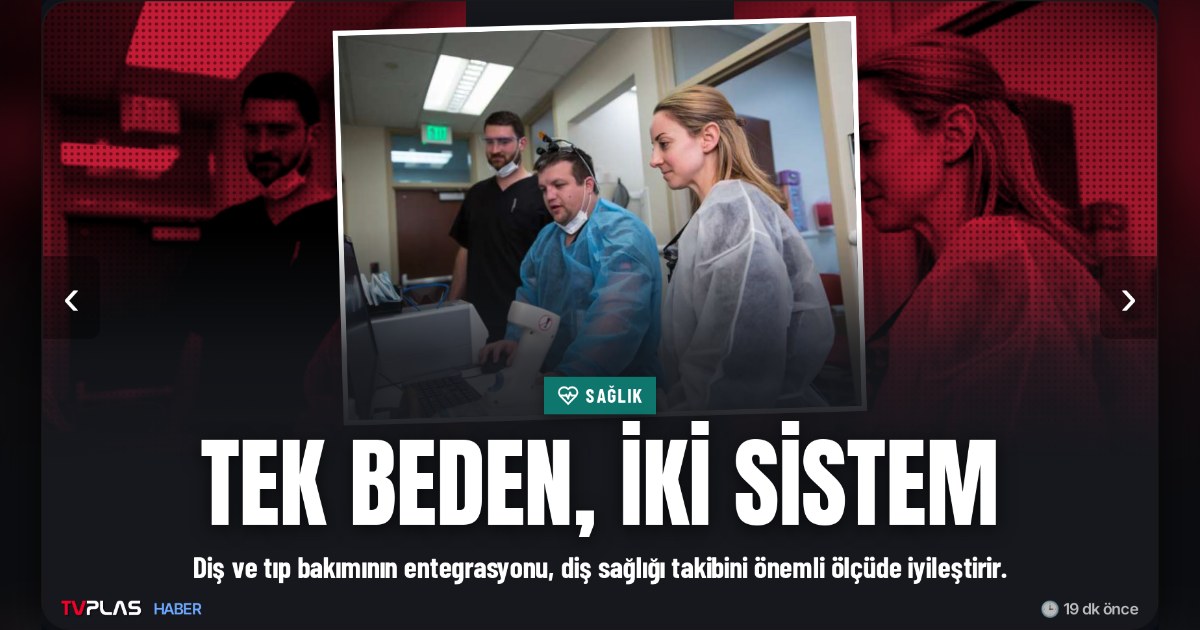 SAĞLIK
TEK BEDEN, İKİ SİSTEM
Diş ve tıp bakımının entegrasyonu, diş sağlığı takibini önemli ölçüde iyileştirir.
TVPLAS HABER
19 dk önce